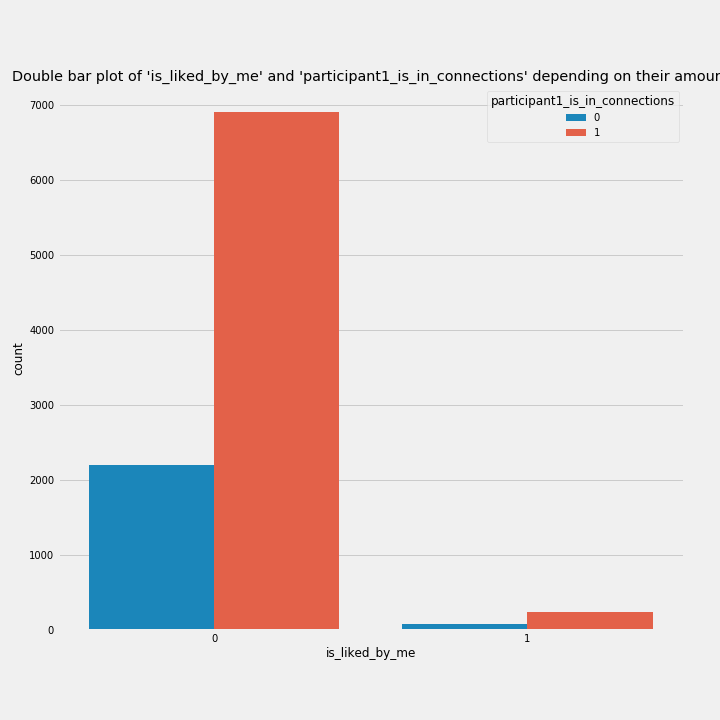 Double bar plot of 'is_liked_by_me' and 'participant1_is_in_connections' depending on their amour
participant1_is_in_connections
0
1
7000
6000
5000
4000
3000
2000
1000
0
count
0 1
is_liked_by_me